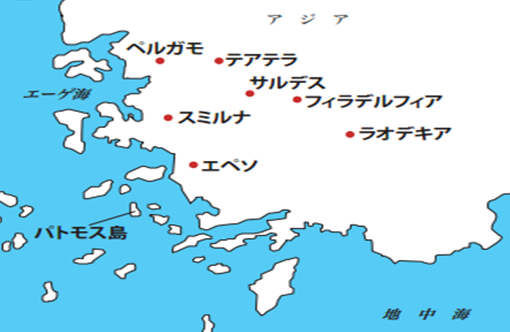 アジア
ペルガモ
テアテラ
サルデス
エーゲ海
フィラデルフィア
スミルナ
ラオデキア
エペソ
パトモス島
地中海